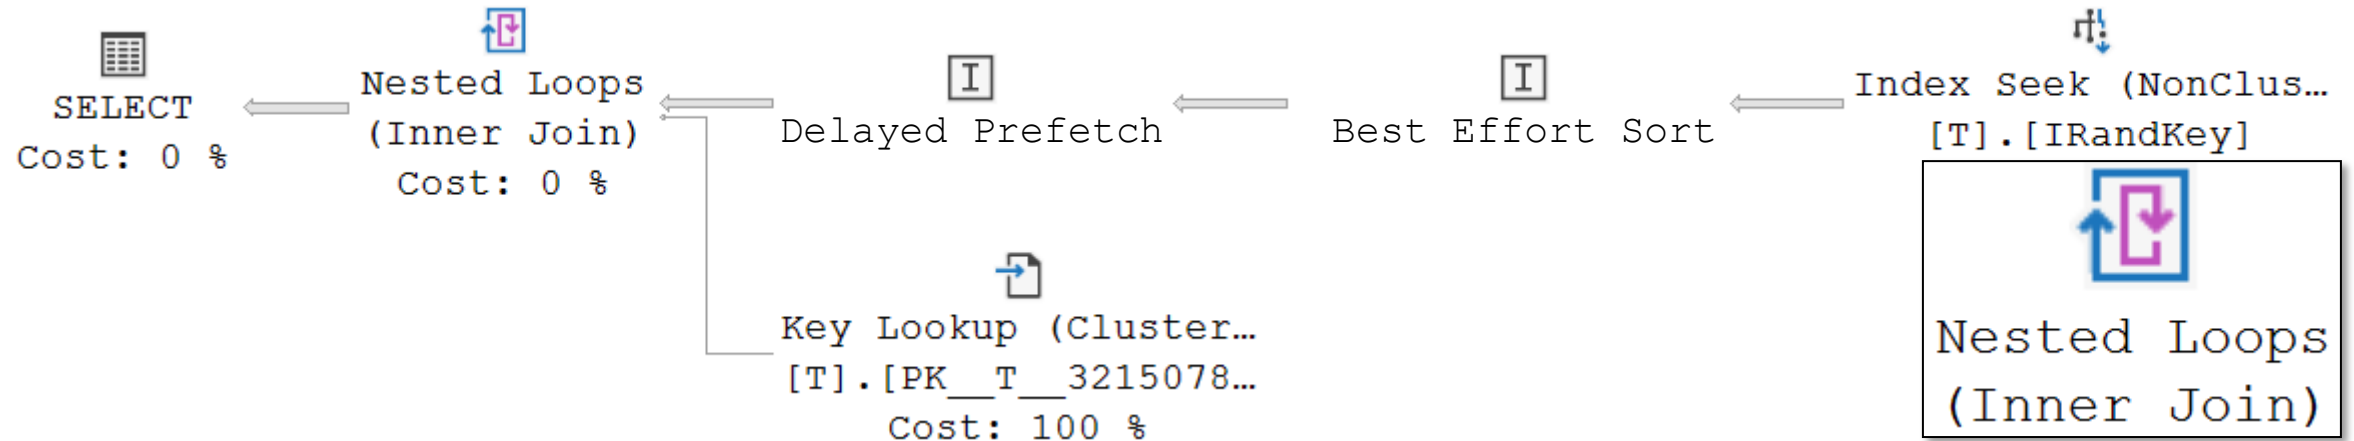 SELECT
Cost: 0 %
Nested Loops
(Inner Join)
Cost: 0 %
I
Delayed Prefetch
I
Best Effort Sort
Index Seek (NonClus…
[T].[IRandKey]
Key Lookup (Cluster…
[T].[PK__T__3215078…
Cost: 100 %
Nested Loops
(Inner Join)